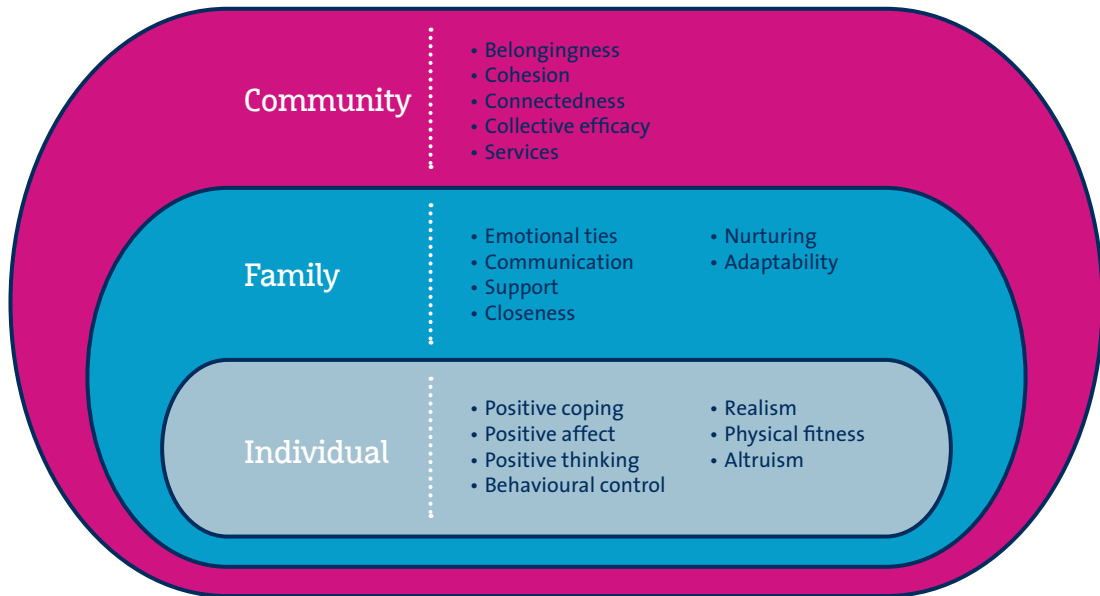 Community
• Belongingness
• Cohesion
• Connectedness
• Collective efficacy
• Services
Family
• Emotional ties
• Communication
• Support
• Closeness
• Nurturing
• Adaptability
Individual
• Positive coping
• Positive affect
• Positive thinking
• Behavioural control
• Realism
• Physical fitness
• Altruism